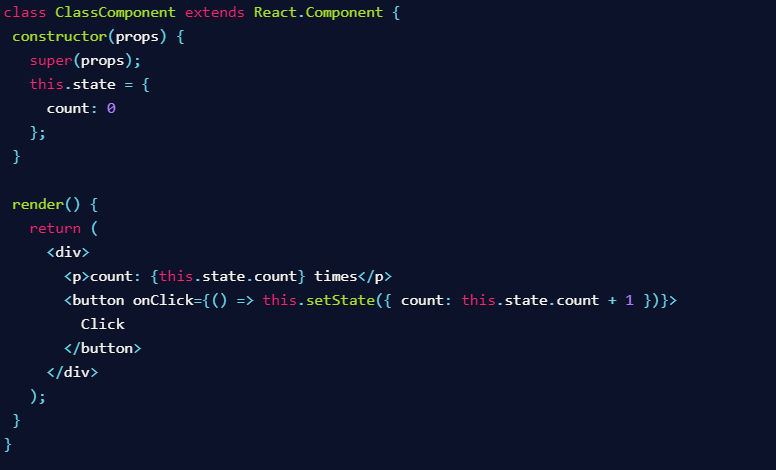 class ClassComponent extends React.Component {
 constructor(props) {
   super(props);
   this.state = {
     count: 0
   };
 }

 render() {
   return (
     <div>
       <p>count: {this.state.count} times</p>
       <button onClick={() => this.setState({ count: this.state.count + 1 })}>
         Click
       </button>
     </div>
   );
 }
}